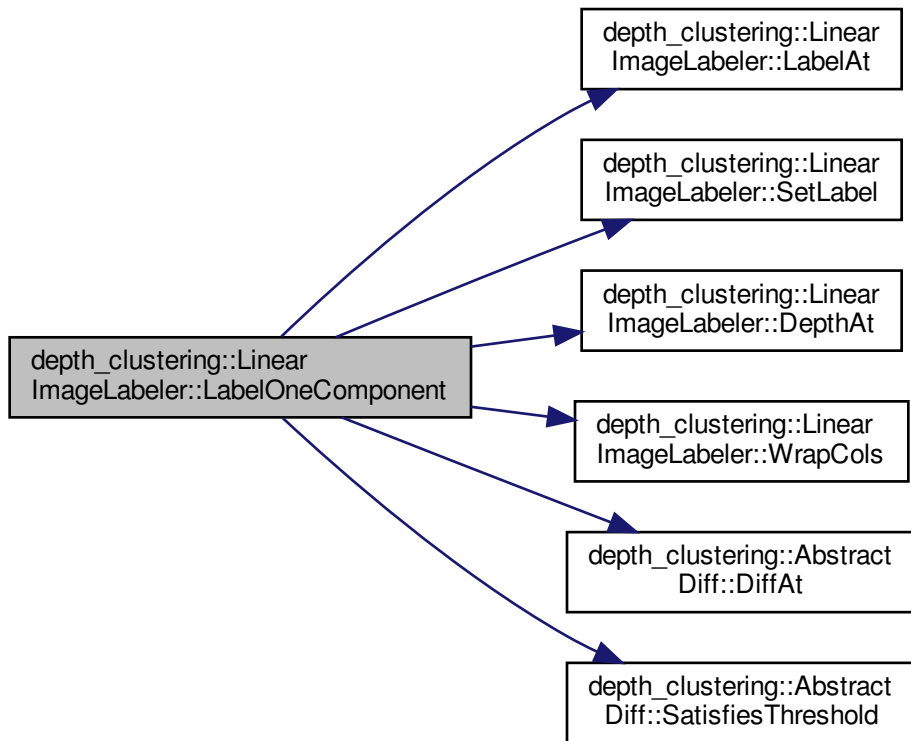 depth_clustering::Linear
ImageLabeler::LabelAt
depth_clustering::Linear
ImageLabeler::SetLabel
depth_clustering::Linear
ImageLabeler::DepthAt
depth_clustering::Linear
ImageLabeler::LabelOneComponent
depth_clustering::Linear
ImageLabeler::WrapCols
depth_clustering::Abstract
Diff::DiffAt
depth_clustering::Abstract
Diff::SatisfiesThreshold